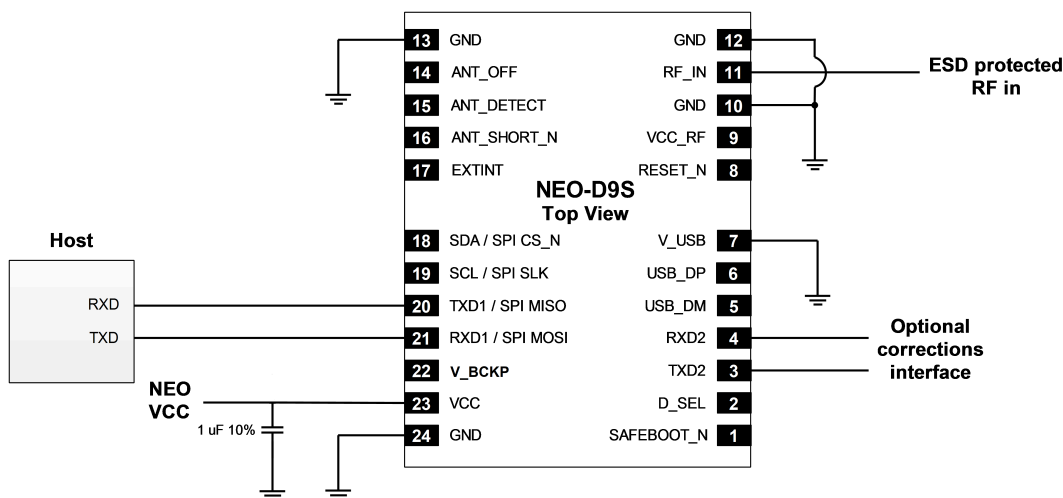 13 GND GND 12
14 ANT_OFF RF_IN 11 ESD protected
RF in
15 ANT_DETECT GND 10
16 ANT_SHORT_N VCC_RF 9
17 EXTINT RESET_N 8
NEO-D9S
Top View
Host
18 SDA / SPI CS_N V_USB 7
19 SCL / SPI SLK USB_DP 6
RXD 20 TXD1 / SPI MISO USB_DM 5
TXD 21 RXD1 / SPI MOSI RXD2 4
Optional
corrections
interface
22 V_BCKP TXD2 3
NEO
VCC
23 VCC D_SEL 2
1 uF 10%
24 GND SAFEBOOT_N 1